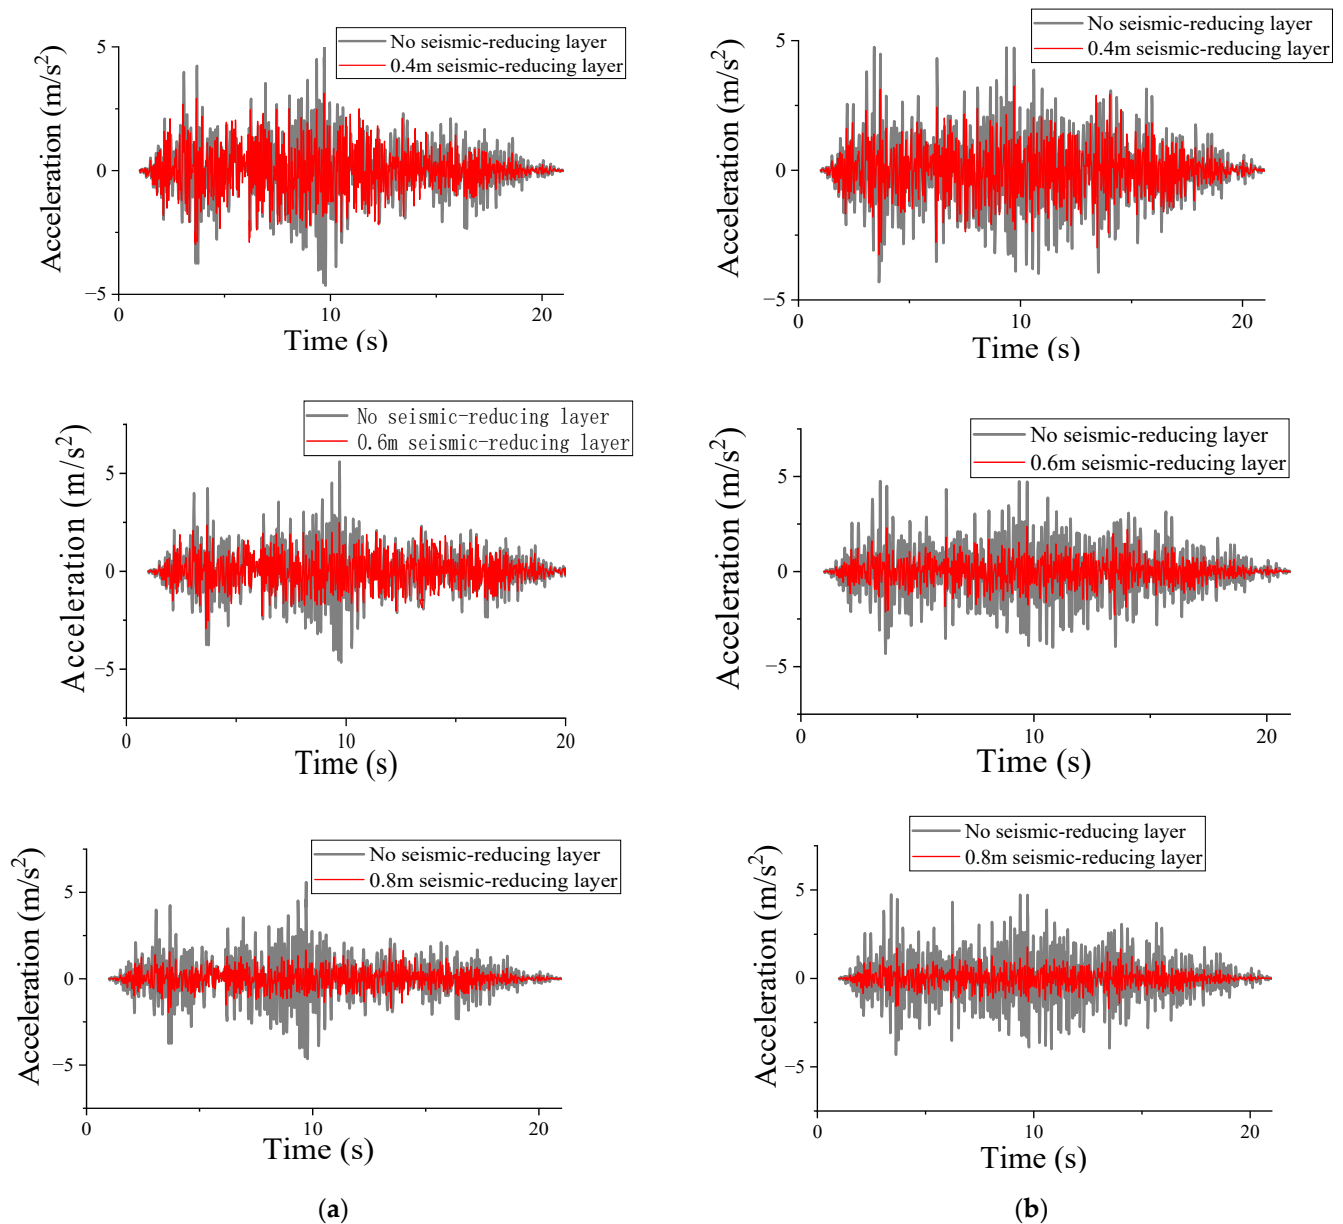 No seismic-reducing layer
0.4m seismic-reducing layer
Acceleration (m/s²)
5
0
−5
0
10
20
Time (s)
No seismic-reducing layer
0.4m seismic-reducing layer
Acceleration (m/s²)
5
0
−5
0
10
20
Time (s)
No seismic-reducing layer
0.6m seismic-reducing layer
Acceleration (m/s²)
5
0
−5
0
10
20
Time (s)
No seismic-reducing layer
0.6m seismic-reducing layer
Acceleration (m/s²)
5
0
−5
0
10
20
Time (s)
No seismic-reducing layer
0.8m seismic-reducing layer
Acceleration (m/s²)
5
0
−5
0
10
20
Time (s)
No seismic-reducing layer
0.8m seismic-reducing layer
Acceleration (m/s²)
5
0
−5
0
10
20
Time (s)
(a)
(b)